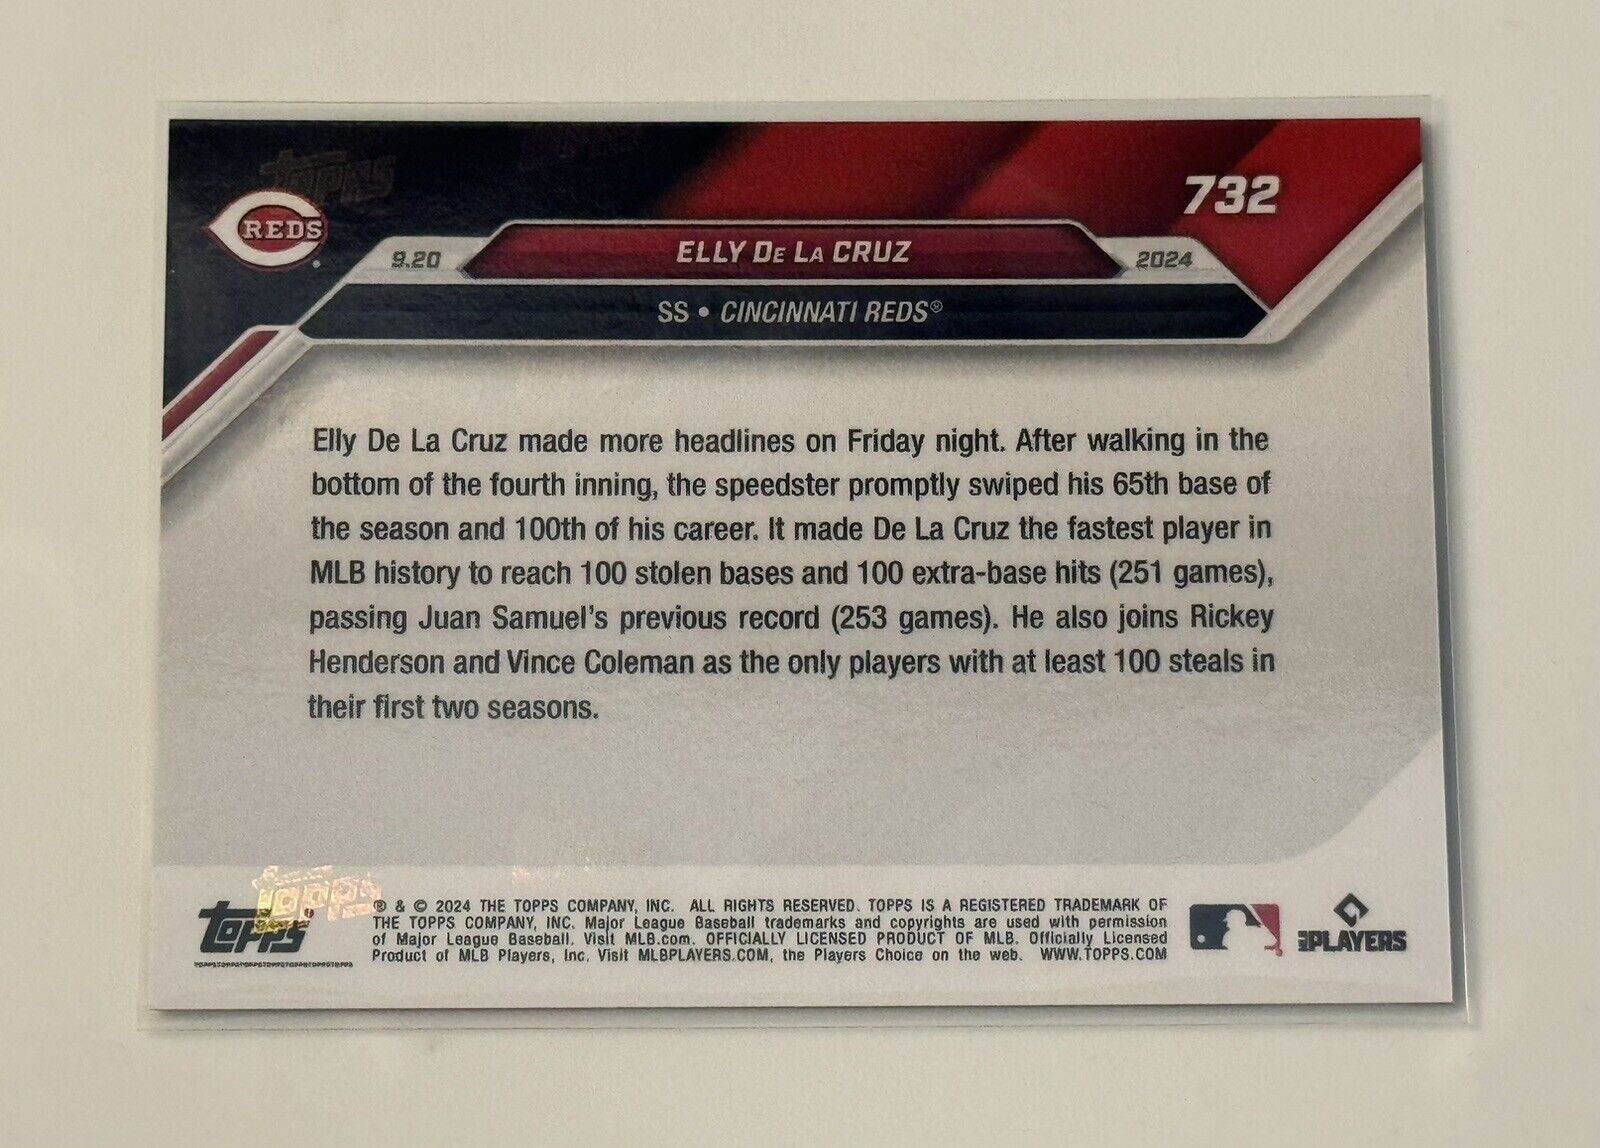 Topps
732
REDS
9.20
ELLY DE LA CRUZ
2024
SS • CINCINNATI REDS®
Elly De La Cruz made more headlines on Friday night. After walking in the
bottom of the fourth inning, the speedster promptly swiped his 65th base of
the season and 100th of his career. It made De La Cruz the fastest player in
MLB history to reach 100 stolen bases and 100 extra-base hits (251 games),
passing Juan Samuel's previous record (253 games). He also joins Rickey
Henderson and Vince Coleman as the only players with at least 100 steals in
their first two seasons.
Topps
Topps
® & © 2024 THE TOPPS COMPANY, INC. ALL RIGHTS RESERVED. TOPPS IS A REGISTERED TRADEMARK OF
THE TOPPS COMPANY, INC. Major League Baseball trademarks and copyrights are used with permission
of Major League Baseball. Visit MLB.com. OFFICIALLY LICENSED PRODUCT OF MLB. Officially Licensed
Product of MLB Players, Inc. Visit MLBPLAYERS.COM, the Players Choice on the web. WWW.TOPPS.COM
MLB PLAYERS